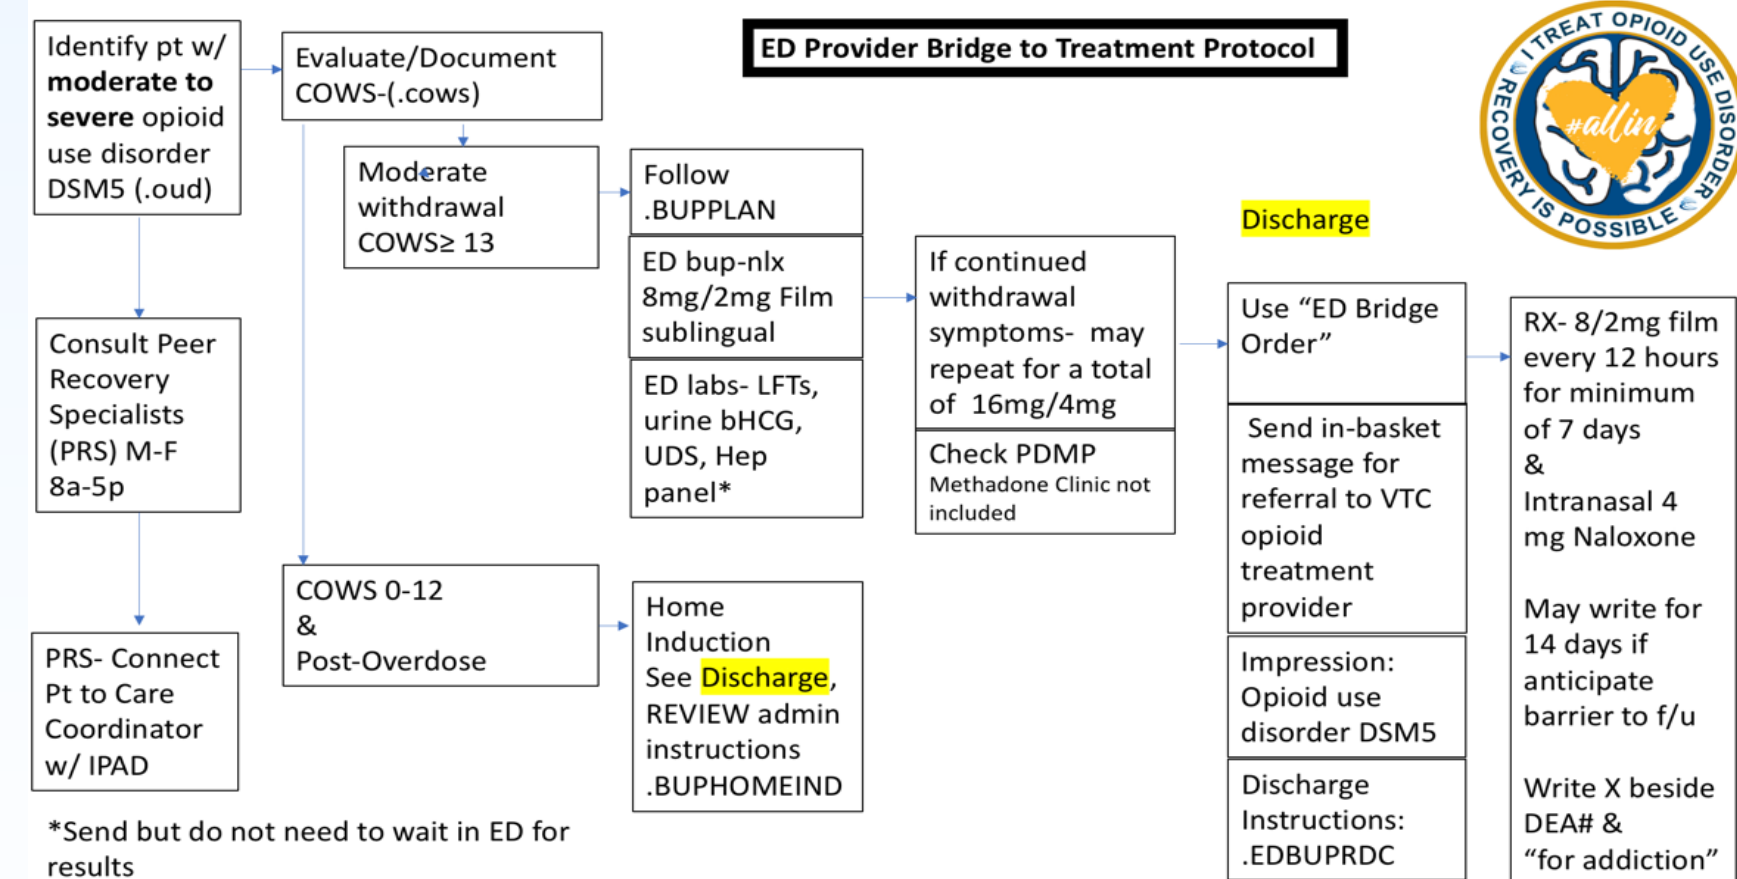 ED Provider Bridge to Treatment Protocol
I TREAT OPIOID USE DISORDER
RECOVERY IS POSSIBLE
#allin
Identify pt w/
moderate to
severe opioid
use disorder
DSM5 (.oud)
Consult Peer
Recovery
Specialists
(PRS) M-F
8a-5p
PRS- Connect
Pt to Care
Coordinator
w/ IPAD
*Send but do not need to wait in ED for
results
Evaluate/Document
COWS-(.cows)
Moderate
withdrawal
COWS≥ 13
COWS 0-12
&
Post-Overdose
Follow
.BUPPLAN
ED bup-nlx
8mg/2mg Film
sublingual
ED labs- LFTs,
urine bHCG,
UDS, Hep
panel*
Home
Induction
See Discharge,
REVIEW admin
instructions
.BUPHOMEIND
If continued
withdrawal
symptoms- may
repeat for a total
of 16mg/4mg
Check PDMP
Methadone Clinic not
included
Discharge
Use “ED Bridge
Order”
Send in-basket
message for
referral to VTC
opioid
treatment
provider
Impression:
Opioid use
disorder DSM5
Discharge
Instructions:
.EDBUPRDC
RX- 8/2mg film
every 12 hours
for minimum
of 7 days
&
Intranasal 4
mg Naloxone
May write for
14 days if
anticipate
barrier to f/u
Write X beside
DEA# &
“for addiction”